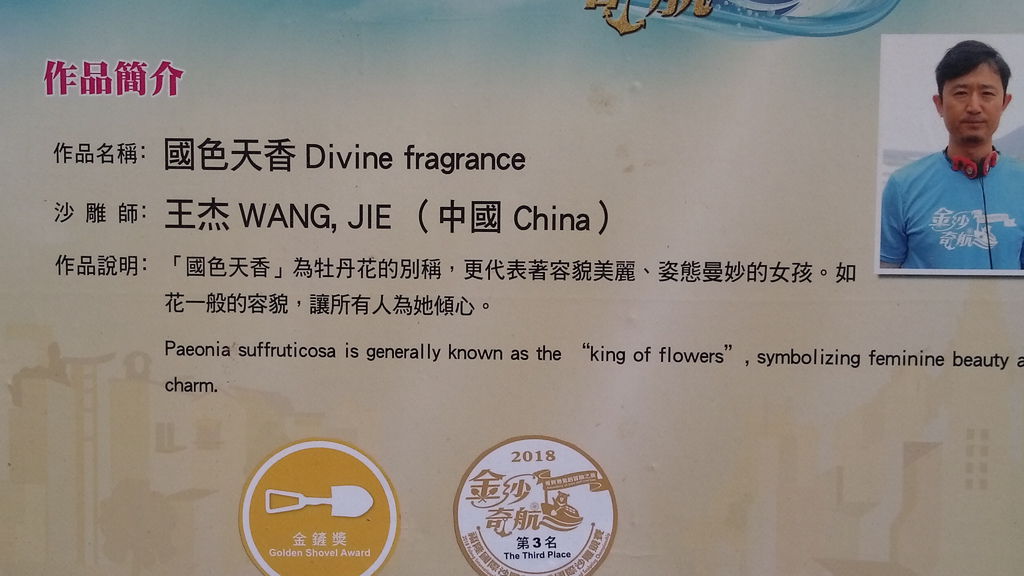 奇航
作品簡介
作品名稱： 國色天香 Divine fragrance
沙雕師： 王杰 WANG, JIE （中國 China）
作品說明： 「國色天香」為牡丹花的別稱，更代表著容貌美麗、姿態曼妙的女孩。如
花一般的容貌，讓所有人為她傾心。
Paeonia suffruticosa is generally known as the “king of flowers”, symbolizing feminine beauty a
charm.
金沙
奇航
金鏟獎
Golden Shovel Award
2018
金沙
奇航
第3名
The Third Place